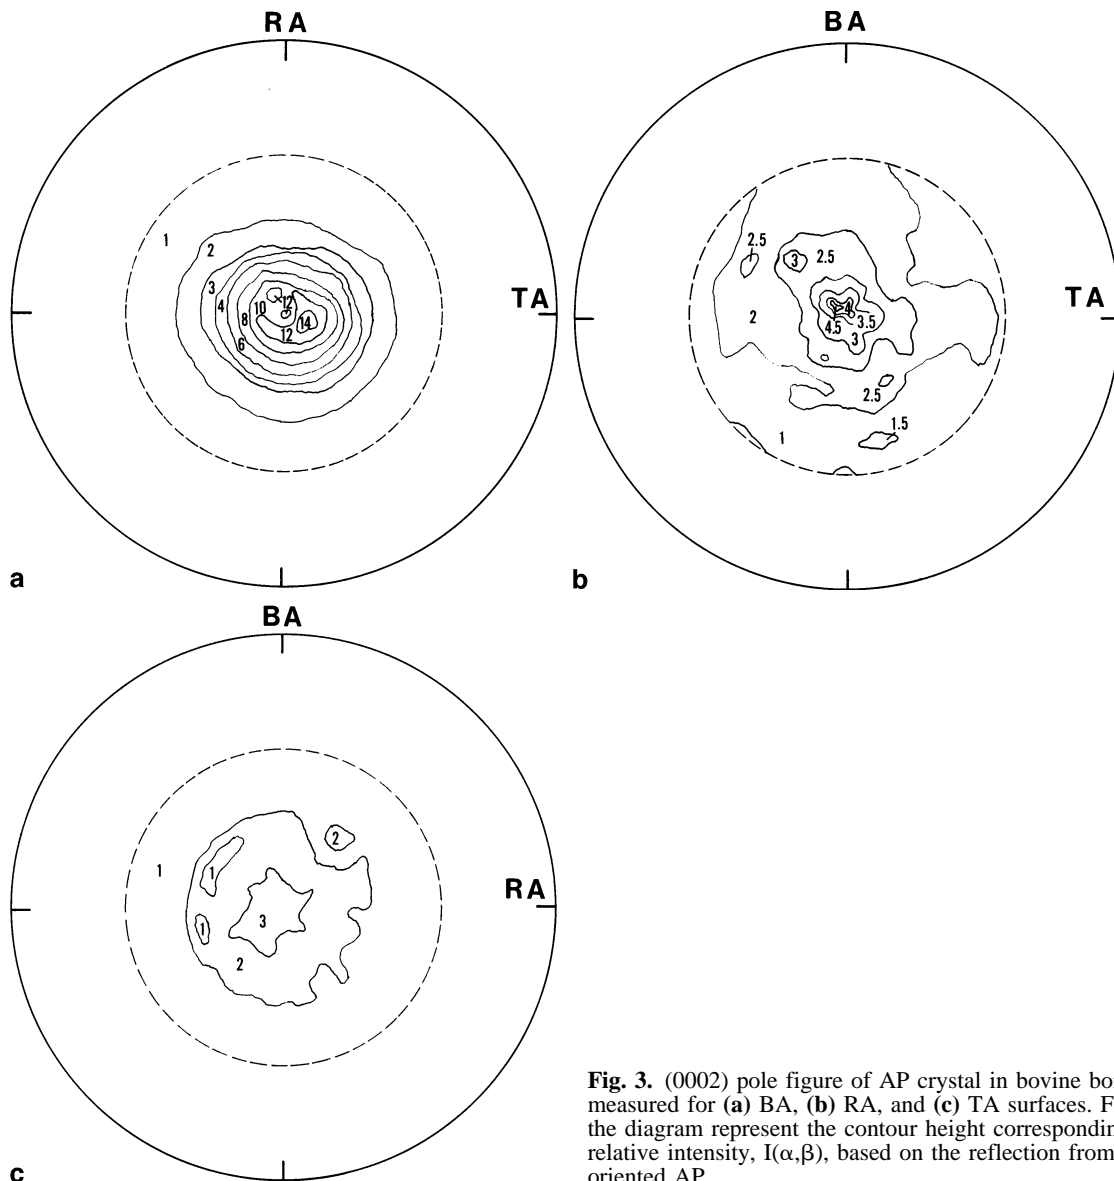 RA
TA
1
2
3
4
10
×12
8
14
12
6
a
BA
TA
2.5
3
2.5
2
4
3.5
4.5
3
2.5
1.5
1
b
BA
RA
2
1
1
3
1
2
c
Fig. 3. (0002) pole figure of AP crystal in bovine bo
measured for (a) BA, (b) RA, and (c) TA surfaces. F
the diagram represent the contour height correspondin
relative intensity, I(α,β), based on the reflection from
oriented AP